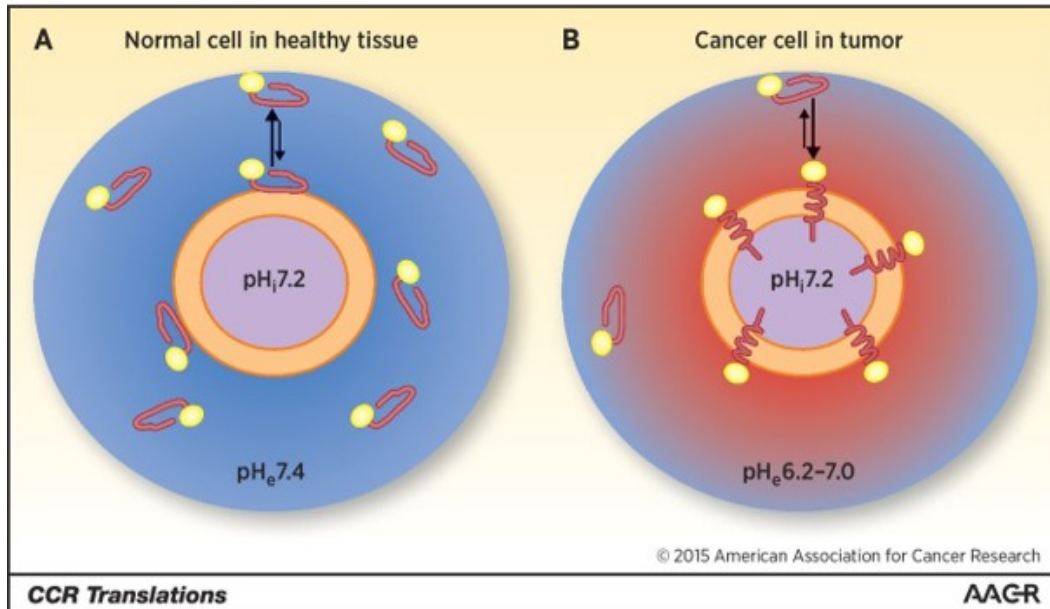 A Normal cell in healthy tissue
B Cancer cell in tumor
pHi7.2
pHi7.2
pHe7.4
pHe6.2–7.0
© 2015 American Association for Cancer Research
CCR Translations
AACR